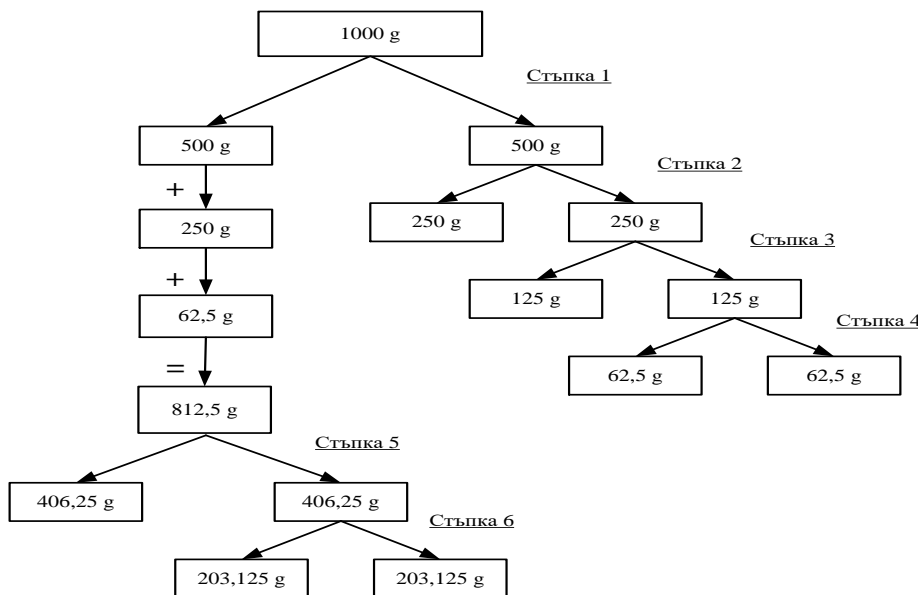 1000 g
Стъпка 1
500 g
500 g
Стъпка 2
+
250 g
250 g
250 g
Стъпка 3
+
62,5 g
125 g
125 g
Стъпка 4
=
62,5 g
62,5 g
812,5 g
Стъпка 5
406,25 g
406,25 g
Стъпка 6
203,125 g
203,125 g